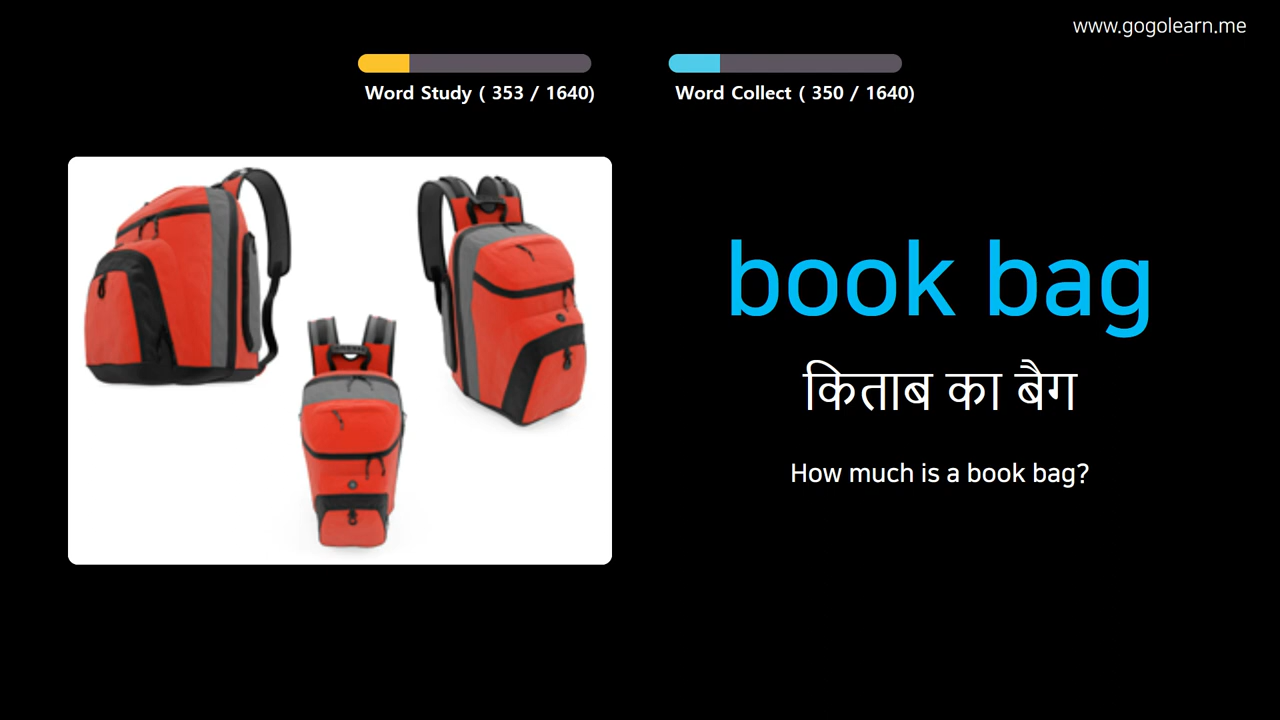 www.gogolearn.me
Word Study ( 353 / 1640)
Word Collect ( 350 / 1640)
book bag
किताब का बैग
How much is a book bag?